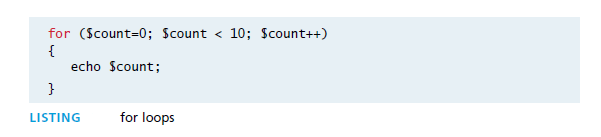 for ($count=0; $count < 10; $count++)
{
echo $count;
}
LISTING for loops